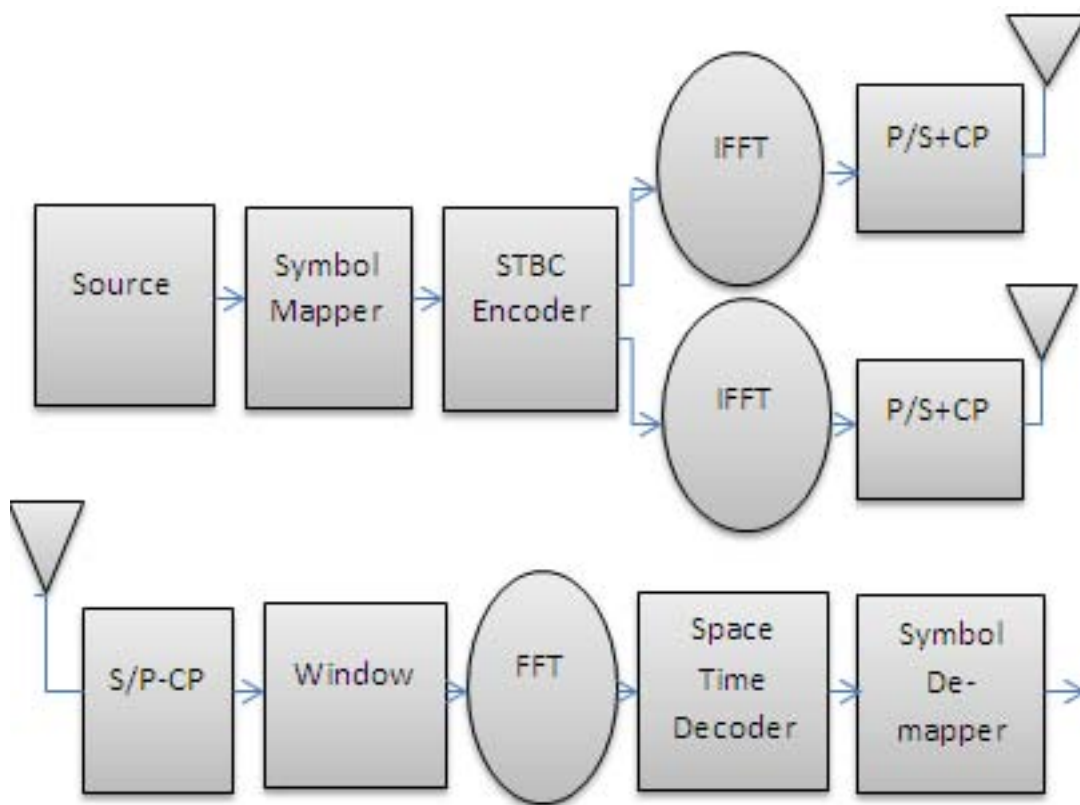 IFFT
P/S+CP
Source
Symbol
Mapper
STBC
Encoder
IFFT
P/S+CP
S/P-CP
Window
FFT
Space
Time
Decoder
Symbol
De-
mapper